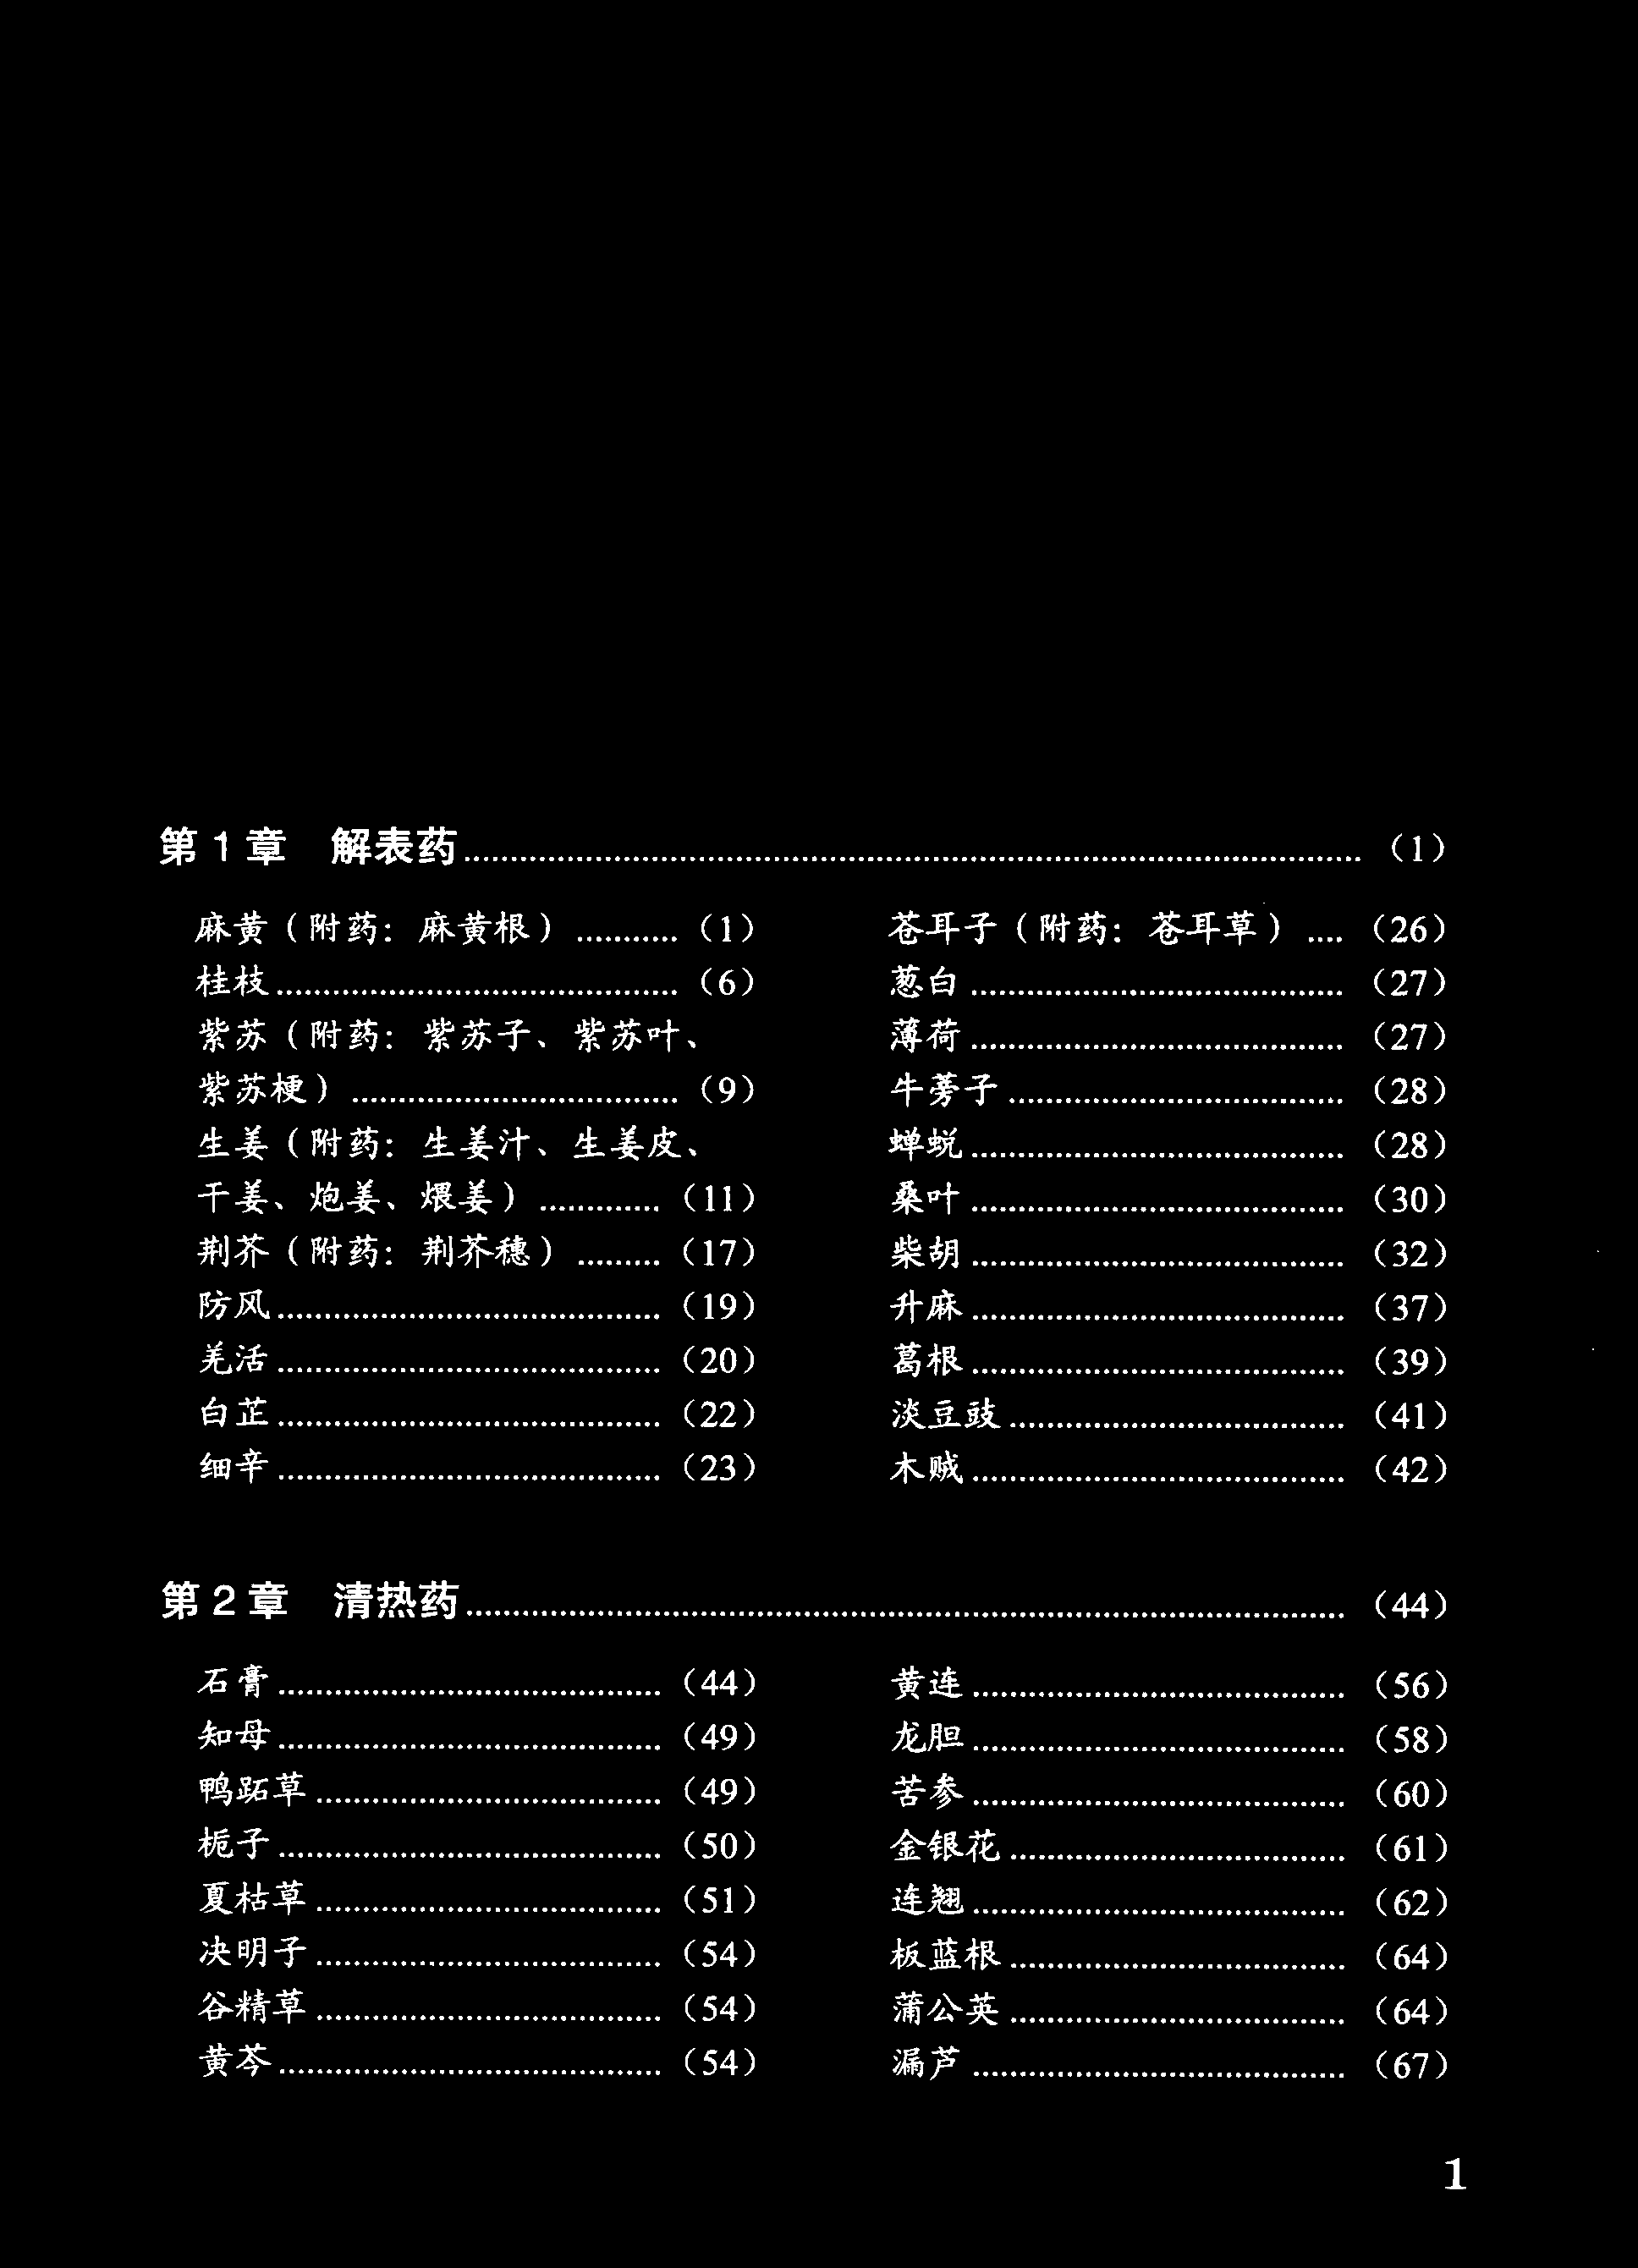 第1章 解表药 (1)
麻黄(附药:麻黄根) (1)
桂枝 (6)
紫苏(附药:紫苏子、紫苏叶、
紫苏梗) (9)
生姜(附药:生姜汁、生姜皮、
干姜、炮姜、煨姜) (11)
荆芥(附药:荆芥穗) (17)
防风 (19)
羌活 (20)
白芷 (22)
细辛 (23)
苍耳子(附药:苍耳草) (26)
葱白 (27)
薄荷 (27)
牛蒡子 (28)
蝉蜕 (28)
桑叶 (30)
柴胡 (32)
升麻 (37)
葛根 (39)
淡豆豉 (41)
木贼 (42)
第2章 清热药 (44)
石膏 (44)
知母 (49)
鸭跖草 (49)
栀子 (50)
夏枯草 (51)
决明子 (54)
谷精草 (54)
黄芩 (54)
黄连 (56)
龙胆 (58)
苦参 (60)
金银花 (61)
连翘 (62)
板蓝根 (64)
蒲公英 (64)
漏芦 (67)
1